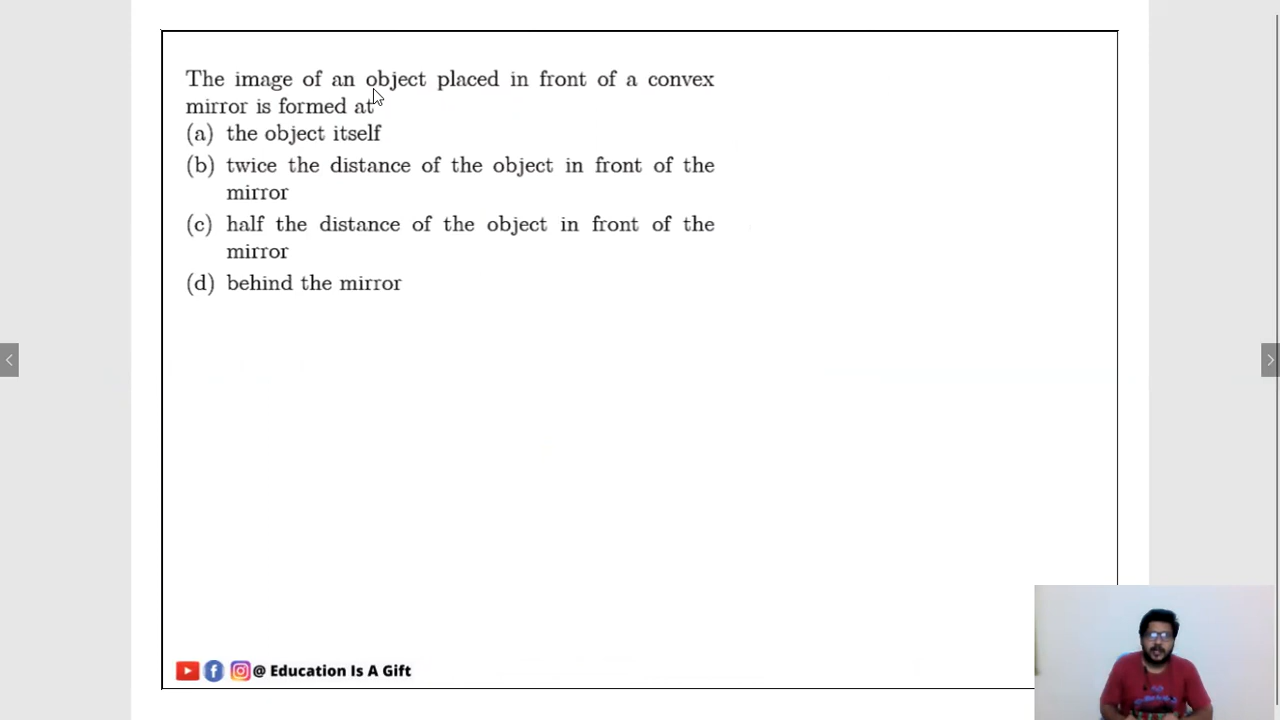 The image of an object placed in front of a convex
mirror is formed at
(a) the object itself
(b) twice the distance of the object in front of the
mirror
(c) half the distance of the object in front of the
mirror
(d) behind the mirror
@ Education Is A Gift